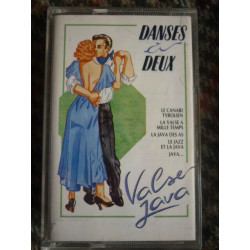 DANSES
à
DEUX
LE CANARI
TYROLIEN
LA VALSE A
MILLE TEMPS
LA JAVA DES AS
LE JAZZ
ET LA JAVA
JAVA...
Valse
java